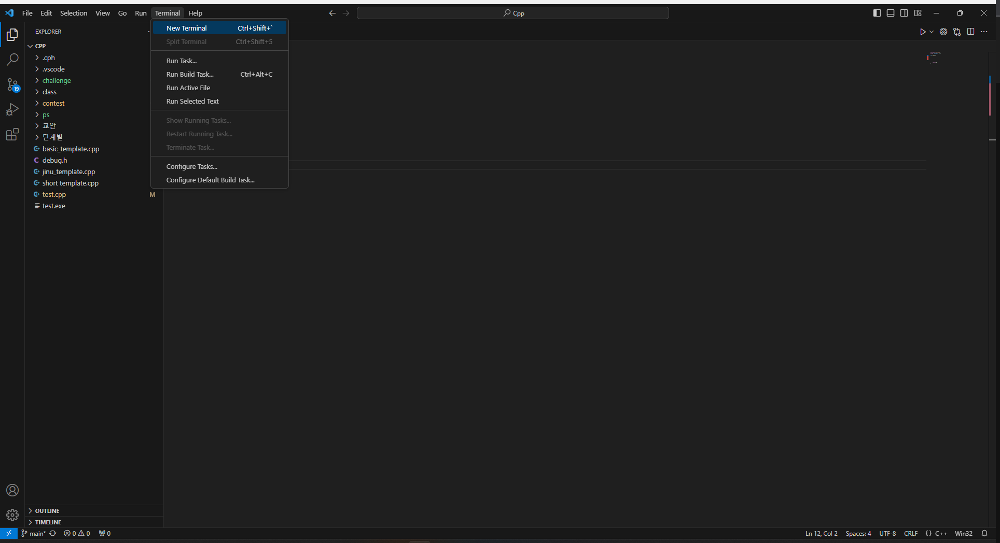 File Edit Selection View Go Run Terminal Help
Cpp
EXPLORER
CPP
.cph
.vscode
challenge
class
contest
ps
교안
단계별
basic_template.cpp
debug.h
jinu_template.cpp
short template.cpp
test.cpp M
test.exe
New Terminal Ctrl+Shift+`
Split Terminal Ctrl+Shift+5
Run Task...
Run Build Task... Ctrl+Alt+C
Run Active File
Run Selected Text
Show Running Tasks...
Restart Running Task...
Terminate Task...
Configure Tasks...
Configure Default Build Task...
19
OUTLINE
TIMELINE
main* 0 0 0
Ln 12, Col 2 Spaces: 4 UTF-8 CRLF {} C++ Win32